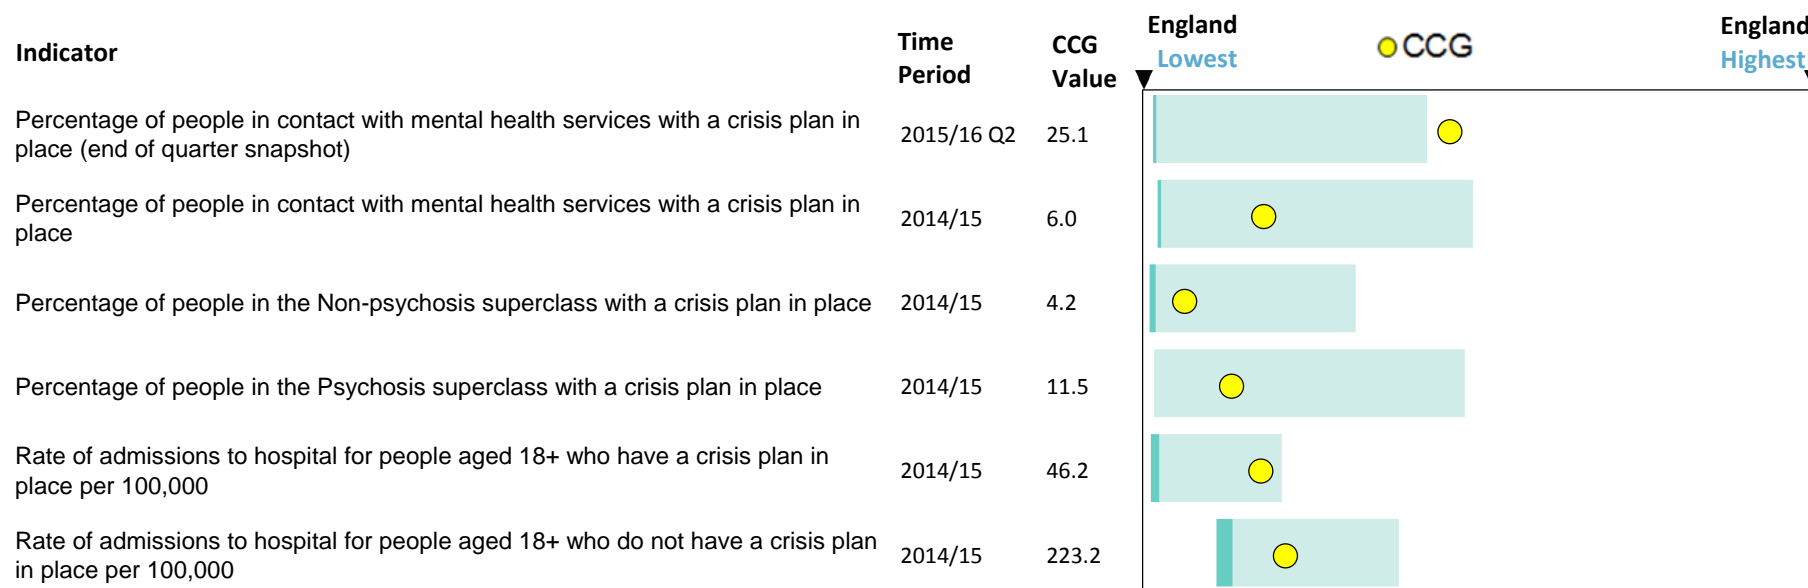 Indicator
Time
Period
CCG
Value
England
Lowest
CCG
England
Highest
Percentage of people in contact with mental health services with a crisis plan in
place (end of quarter snapshot)
2015/16 Q2
25.1
Percentage of people in contact with mental health services with a crisis plan in
place
2014/15
6.0
Percentage of people in the Non-psychosis superclass with a crisis plan in place
2014/15
4.2
Percentage of people in the Psychosis superclass with a crisis plan in place
2014/15
11.5
Rate of admissions to hospital for people aged 18+ who have a crisis plan in
place per 100,000
2014/15
46.2
Rate of admissions to hospital for people aged 18+ who do not have a crisis plan
in place per 100,000
2014/15
223.2